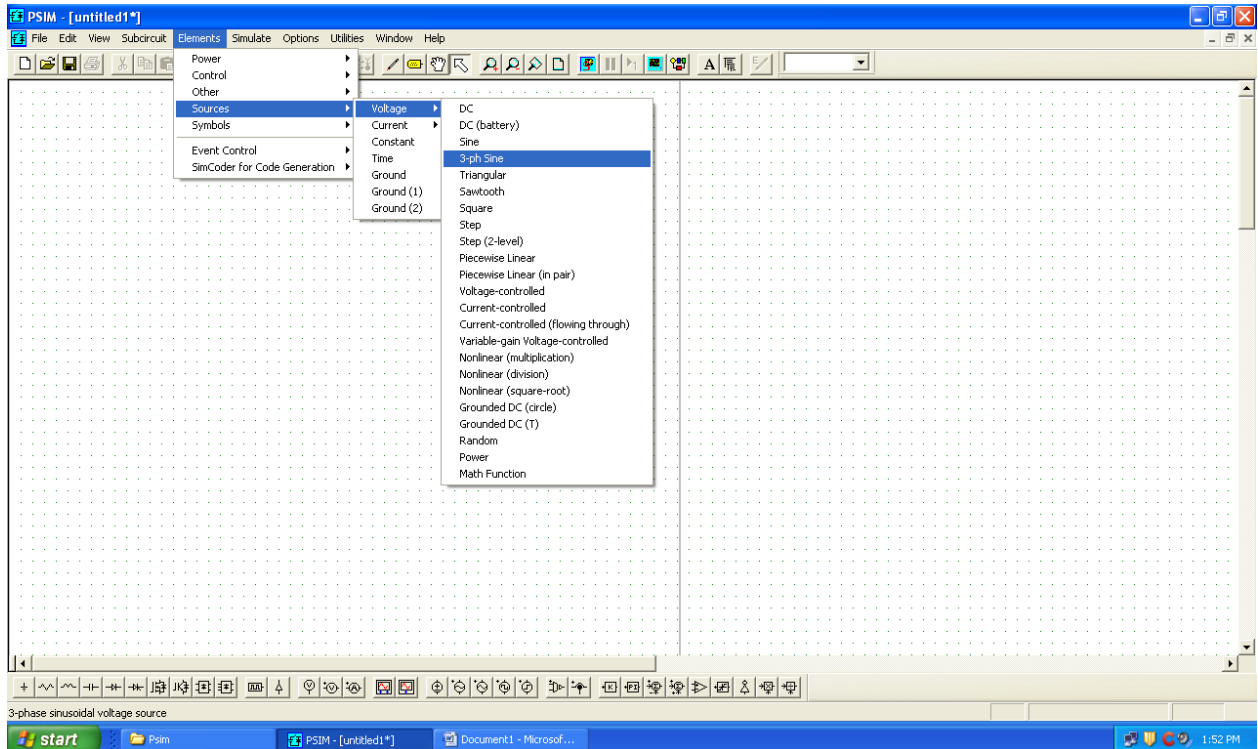 PSIM - [untitled1*]
File Edit View Subcircuit Elements Simulate Options Utilities Window Help
Power
Control
Other
Sources
Symbols
Event Control
SimCoder for Code Generation
Voltage
Current
Constant
Time
Ground
Ground (1)
Ground (2)
DC
DC (battery)
Sine
3-ph Sine
Triangular
Sawtooth
Square
Step
Step (2-level)
Piecewise Linear
Piecewise Linear (in pair)
Voltage-controlled
Current-controlled
Current-controlled (flowing through)
Variable-gain Voltage-controlled
Nonlinear (multiplication)
Nonlinear (division)
Nonlinear (square-root)
Grounded DC (circle)
Grounded DC (T)
Random
Power
Math Function
3-phase sinusoidal voltage source
start Psim PSIM - [untitled1*] Document1 - Microsof... 1:52 PM